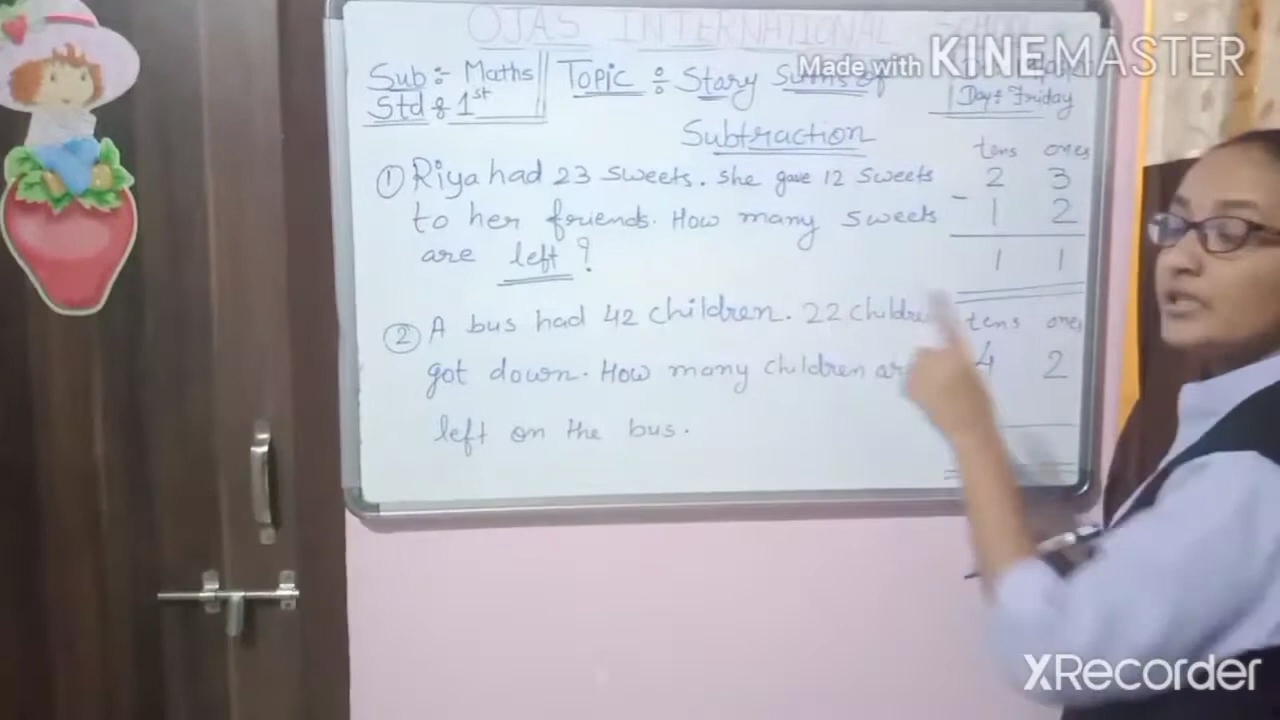 OJAS INTERNATIONAL
Made with KINEMASTER
Sub :- Maths
Std : 1st
Topic : Stary Sums of
Subtraction
Day : Friday
① Riya had 23 sweets. She gave 12 sweets
to her friends. How many sweets
are left ?
tens ones
2 3
- 1 2
1 1
② A bus had 42 children. 22 children
got down. How many children
left on the bus.
tens ones
4 2
XRecorder